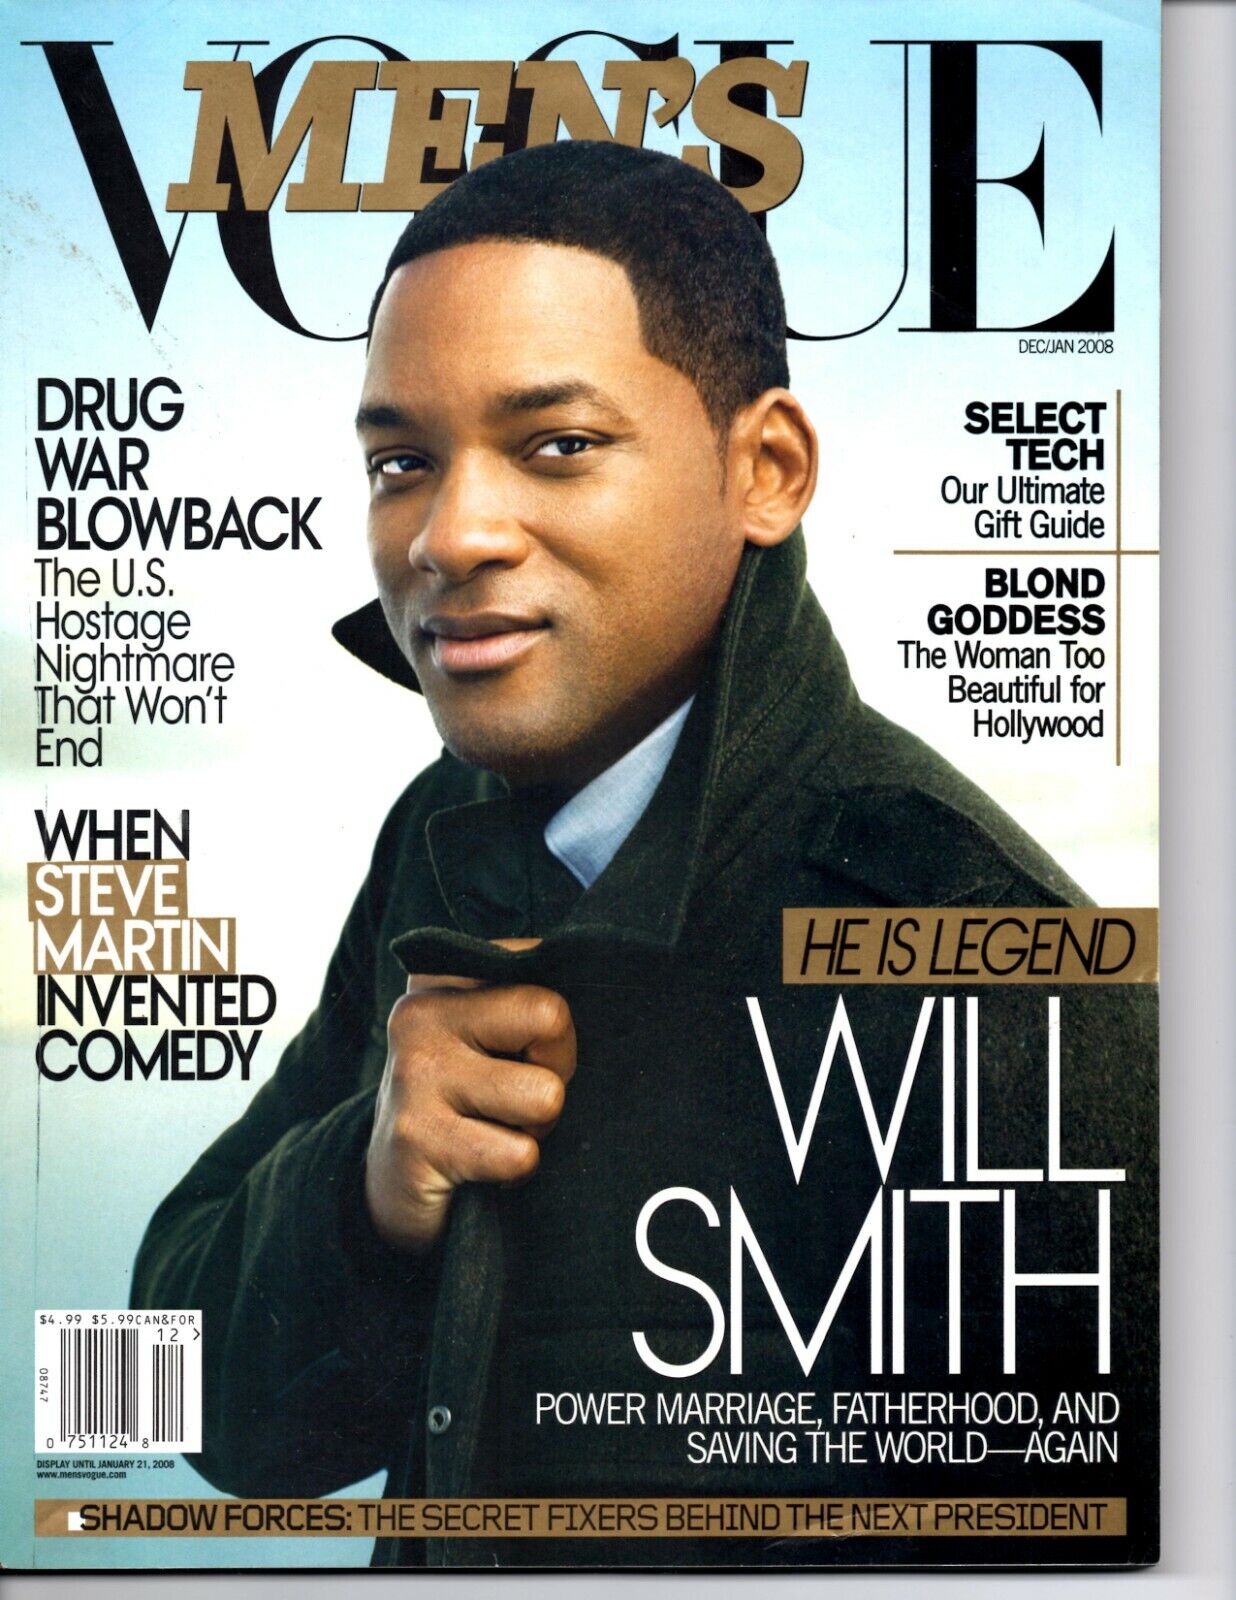 VOGUE
MEN'S
DEC/JAN 2008
DRUG
WAR
BLOWBACK
The U.S.
Hostage
Nightmare
That Won't
End
WHEN
STEVE
MARTIN
INVENTED
COMEDY
SELECT
TECH
Our Ultimate
Gift Guide
BLOND
GODDESS
The Woman Too
Beautiful for
Hollywood
HE IS LEGEND
WILL
SMITH
POWER MARRIAGE, FATHERHOOD, AND
SAVING THE WORLD—AGAIN
$4.99 $5.99CAN&FOR
12 >
08747
0 751124 8
DISPLAY UNTIL JANUARY 21, 2008
www.mensvogue.com
SHADOW FORCES: THE SECRET FIXERS BEHIND THE NEXT PRESIDENT